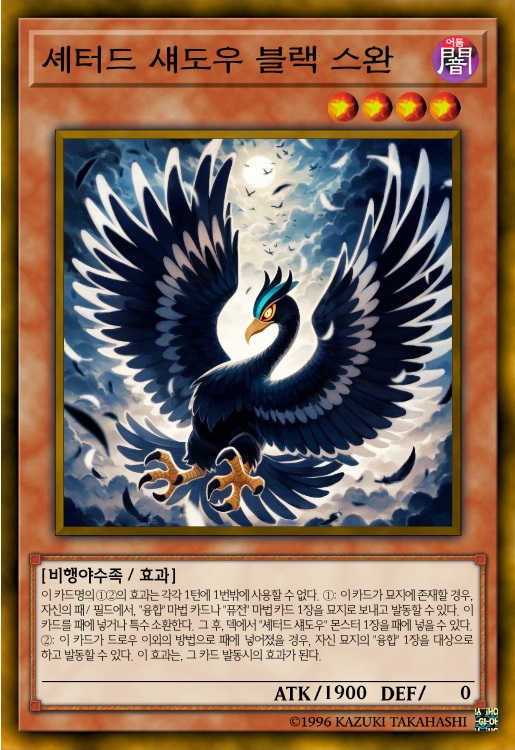 셰터드 섀도우 블랙 스완
어둠
闇
[비행야수족 / 효과]
이 카드명의 ①②의 효과는 각각 1턴에 1번밖에 사용할 수 없다. ①: 이 카드가 묘지에 존재할 경우,
자신의 패 / 필드에서, "융합" 마법 카드나 "퓨전" 마법 카드 1장을 묘지로 보내고 발동할 수 있다. 이
카드를 패에 넣거나 특수 소환한다. 그 후, 덱에서 "셰터드 섀도우" 몬스터 1장을 패에 넣을 수 있다.
②: 이 카드가 드로우 이외의 방법으로 패에 넣어졌을 경우, 자신 묘지의 "융합" 1장을 대상으로
하고 발동할 수 있다. 이 효과는, 그 카드 발동시의 효과가 된다.
ATK/1900 DEF/ 0
©1996 KAZUKI TAKAHASHI